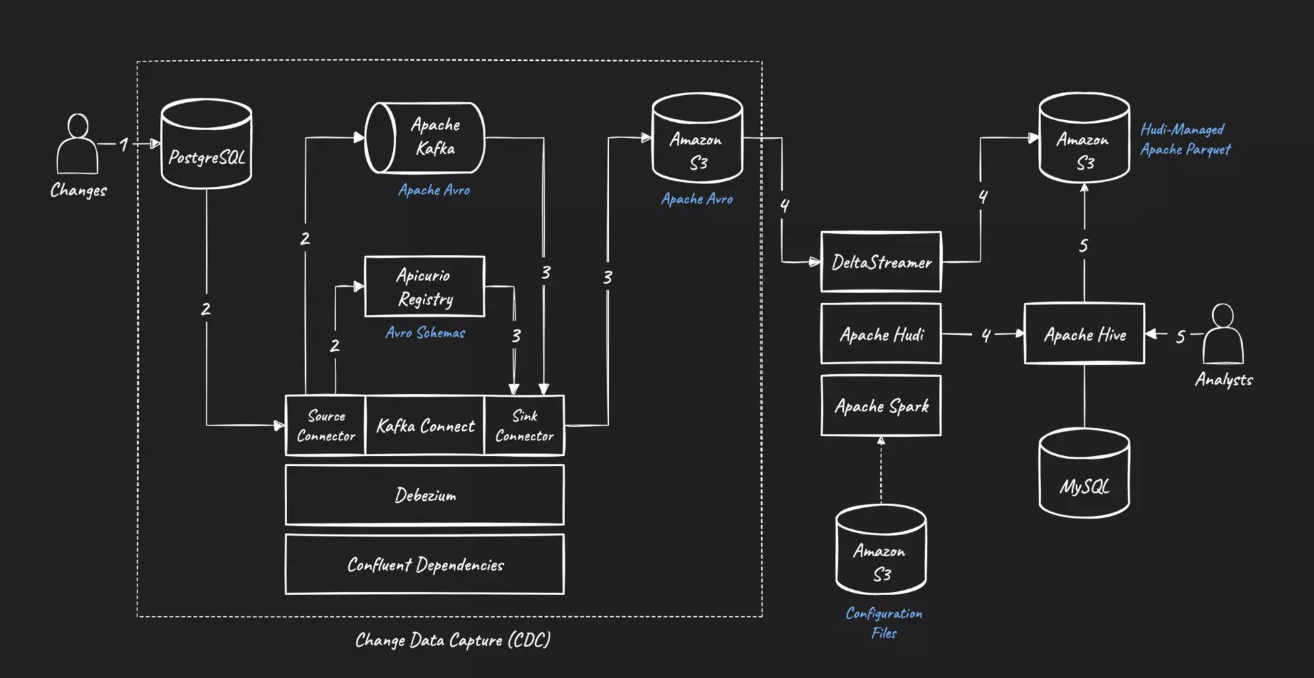 Changes
1
PostgreSQL
2
2
Apache
Kafka
Apache Avro
2
Apicurio
Registry
Avro Schemas
3
3
Source
Connector
Kafka Connect
Sink
Connector
Debezium
Confluent Dependencies
3
Amazon
S3
Apache Avro
Change Data Capture (CDC)
4
DeltaStreamer
Apache Hudi
Apache Spark
Amazon
S3
Configuration
Files
4
4
Amazon
S3
Hudi-Managed
Apache Parquet
5
Apache Hive
5
Analysts
MySQL